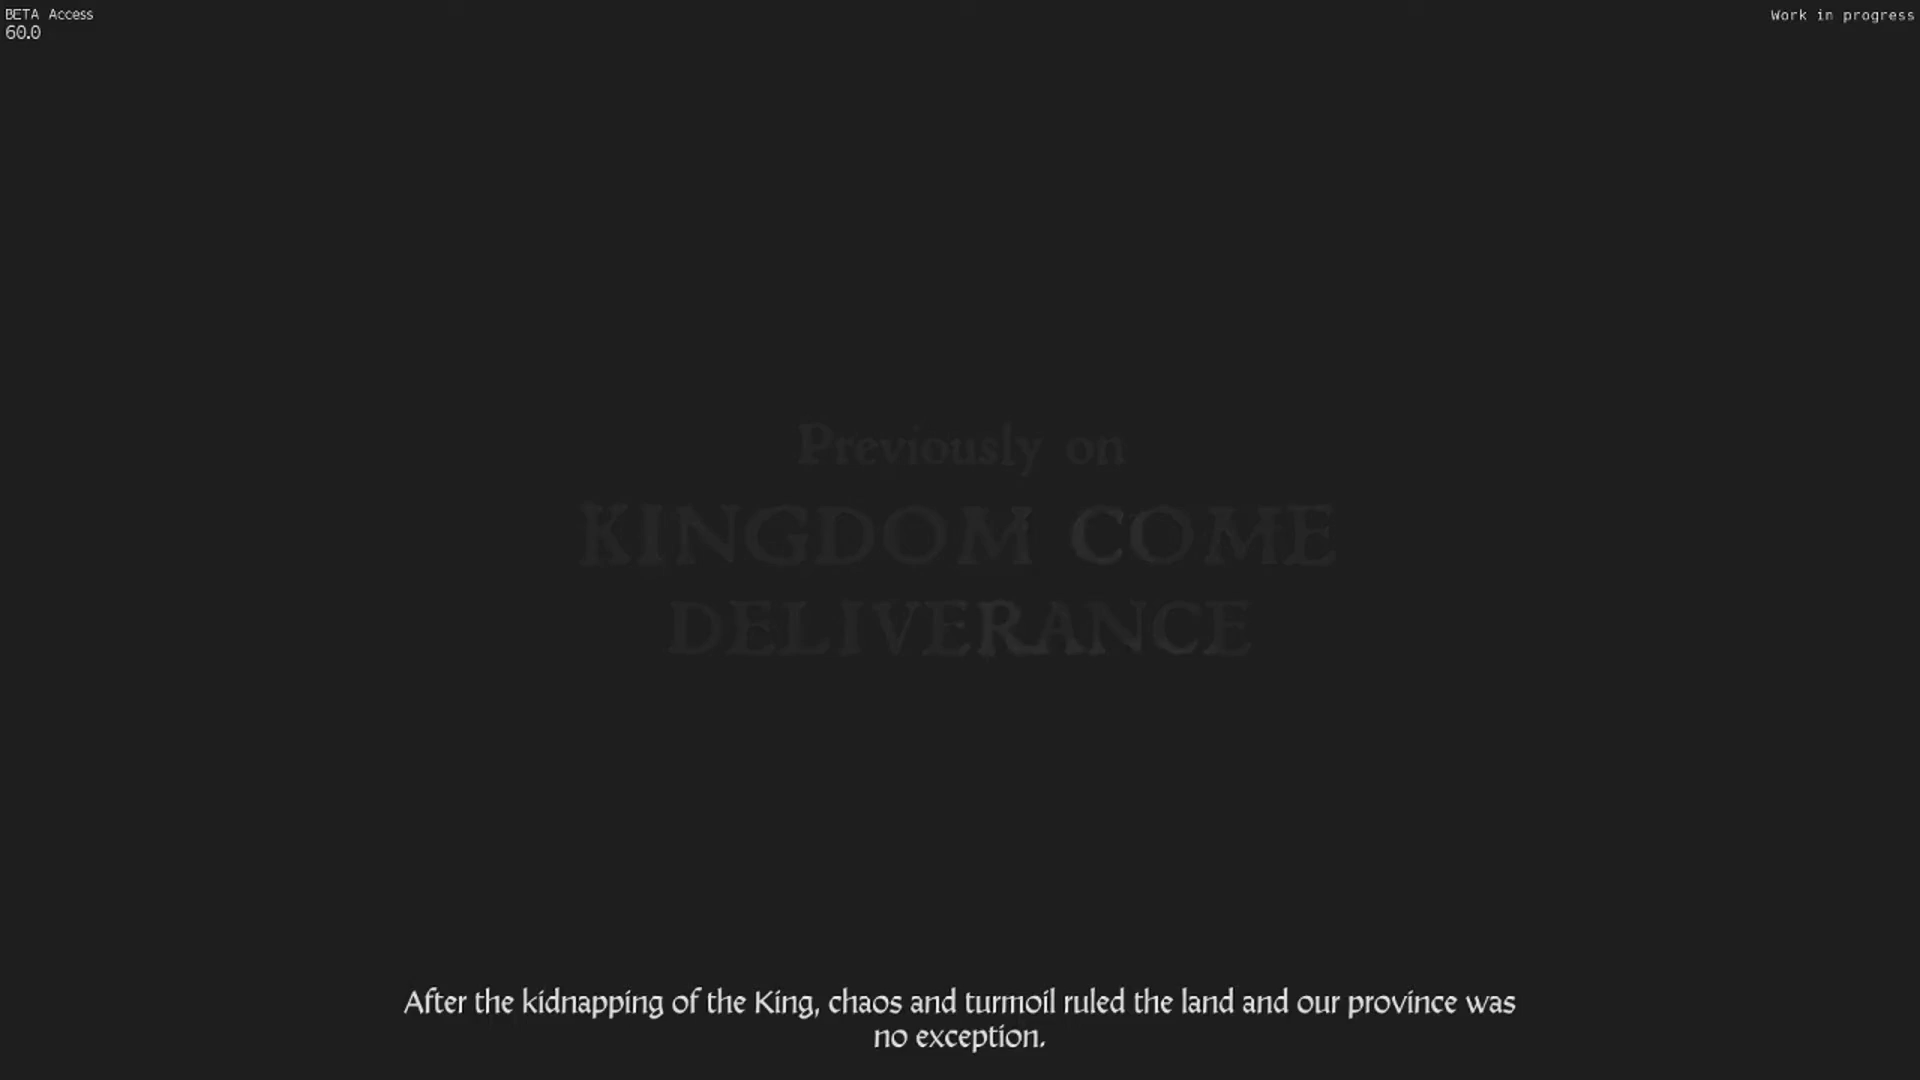 BETA Access
Work in progress
60.0
Previously on
KINGDOM COME
DELIVERANCE
After the kidnapping of the King, chaos and turmoil ruled the land and our province was
no exception.